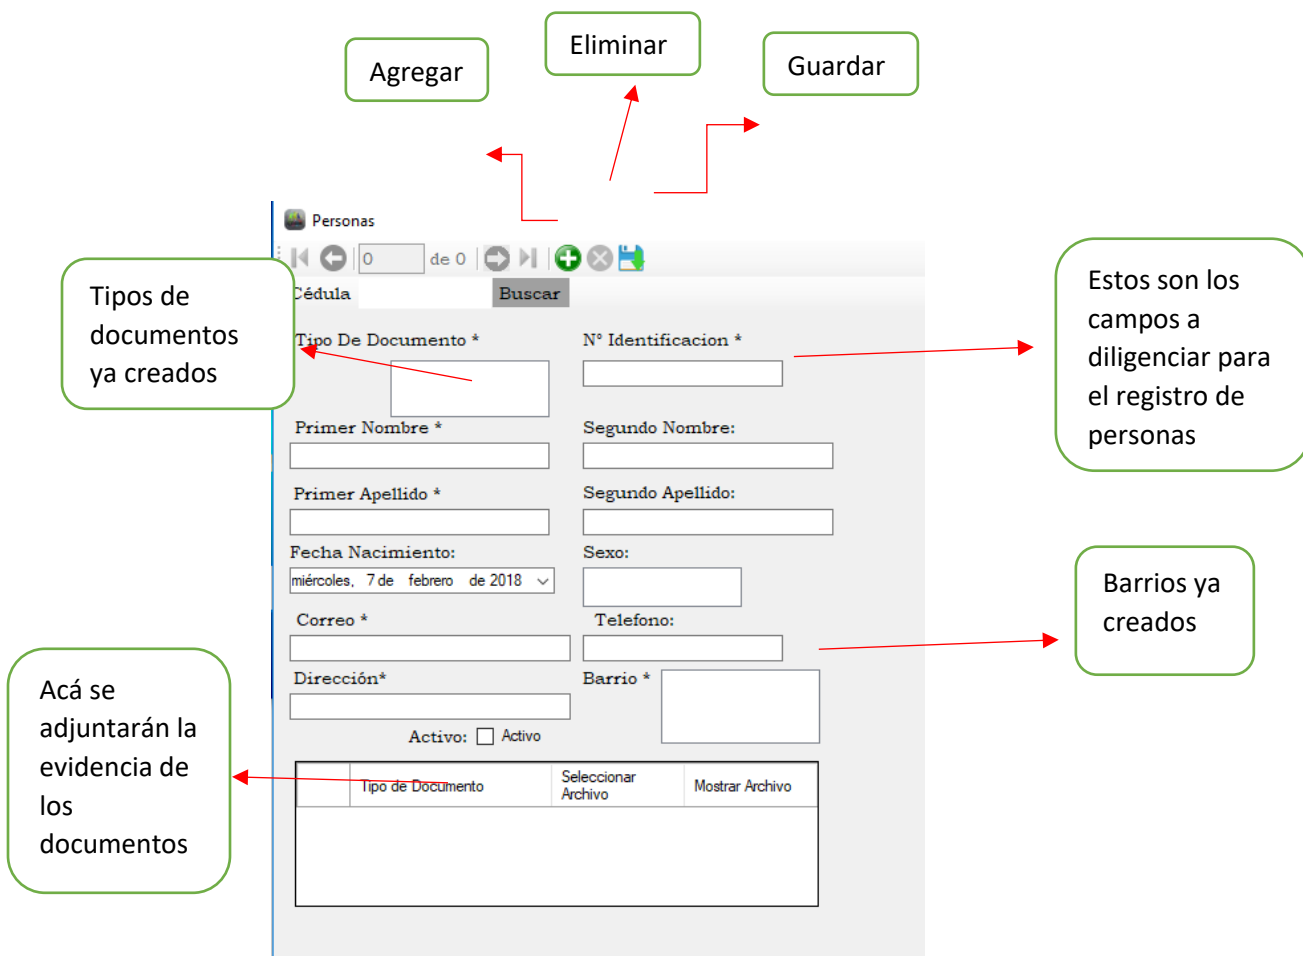 Eliminar
Agregar
Guardar
Personas
0 de 0
Cédula Buscar
Tipos de
documentos
ya creados
Tipo De Documento *
N° Identificacion *
Estos son los
campos a
diligenciar para
el registro de
personas
Primer Nombre *
Segundo Nombre:
Primer Apellido *
Segundo Apellido:
Fecha Nacimiento:
Sexo:
miércoles, 7 de febrero de 2018
Barrios ya
creados
Correo *
Telefono:
Dirección*
Barrio *
Activo: Activo
Acá se
adjuntarán la
evidencia de
los
documentos
Tipo de Documento
Seleccionar
Archivo
Mostrar Archivo